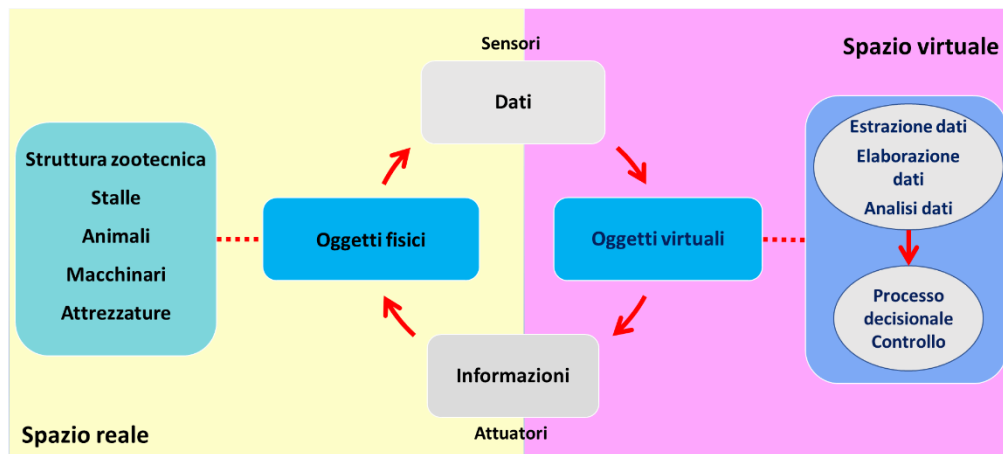 Sensori
Spazio virtuale
Dati
Struttura zootecnica
Stalle
Animali
Macchinari
Attrezzature
Oggetti fisici
Oggetti virtuali
Estrazione dati
Elaborazione
dati
Analisi dati
Processo
decisionale
Controllo
Informazioni
Attuatori
Spazio reale